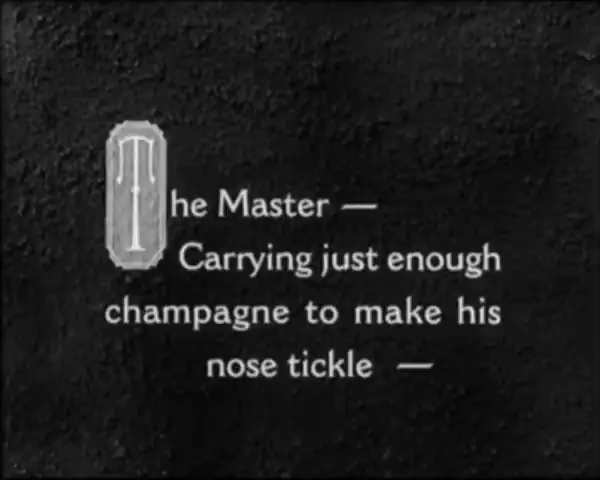 The Master —
Carrying just enough
champagne to make his
nose tickle —